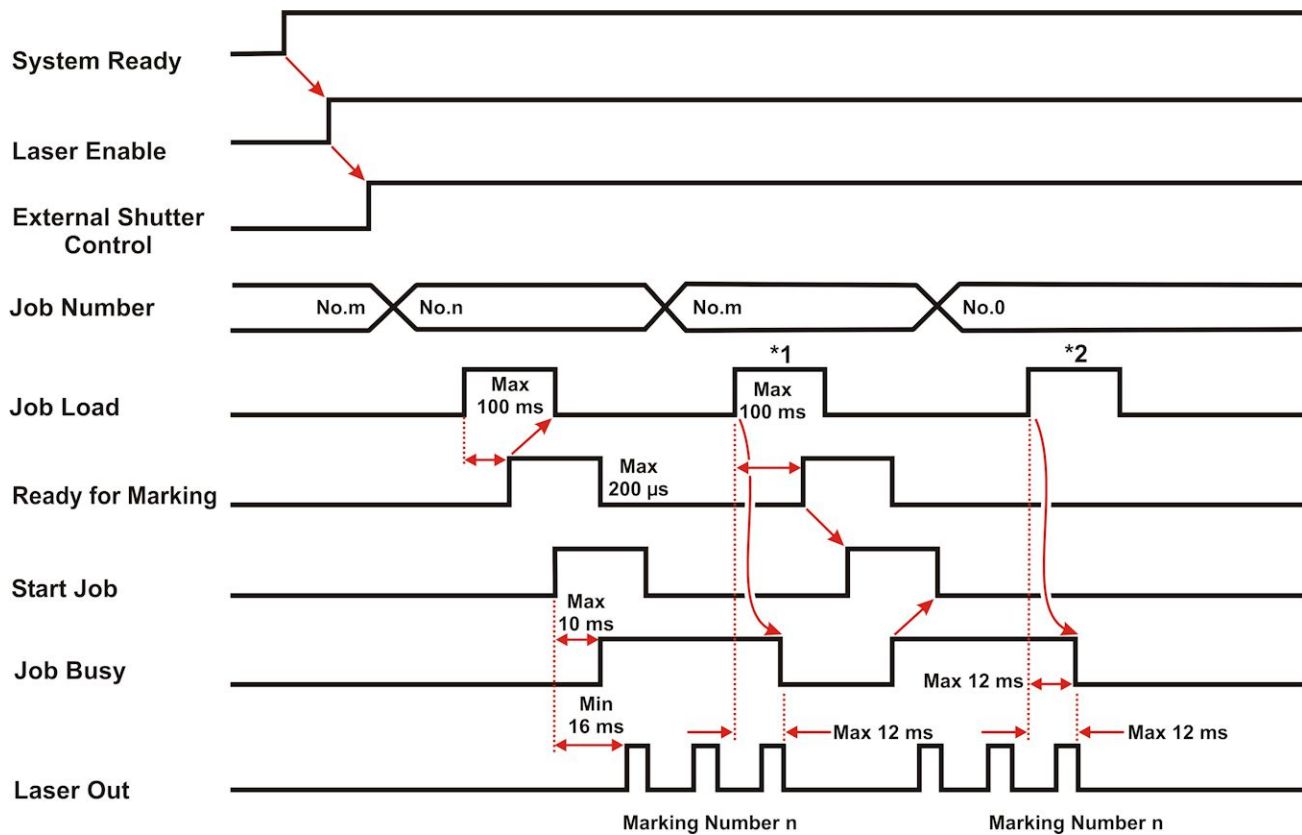 System Ready
Laser Enable
External Shutter
Control
Job Number
No.m
No.n
No.m
No.0
*1
*2
Job Load
Max
100 ms
Max
100 ms
Ready for Marking
Max
200 µs
Start Job
Max
10 ms
Job Busy
Max 12 ms
Min
16 ms
Max 12 ms
Max 12 ms
Laser Out
Marking Number n
Marking Number n